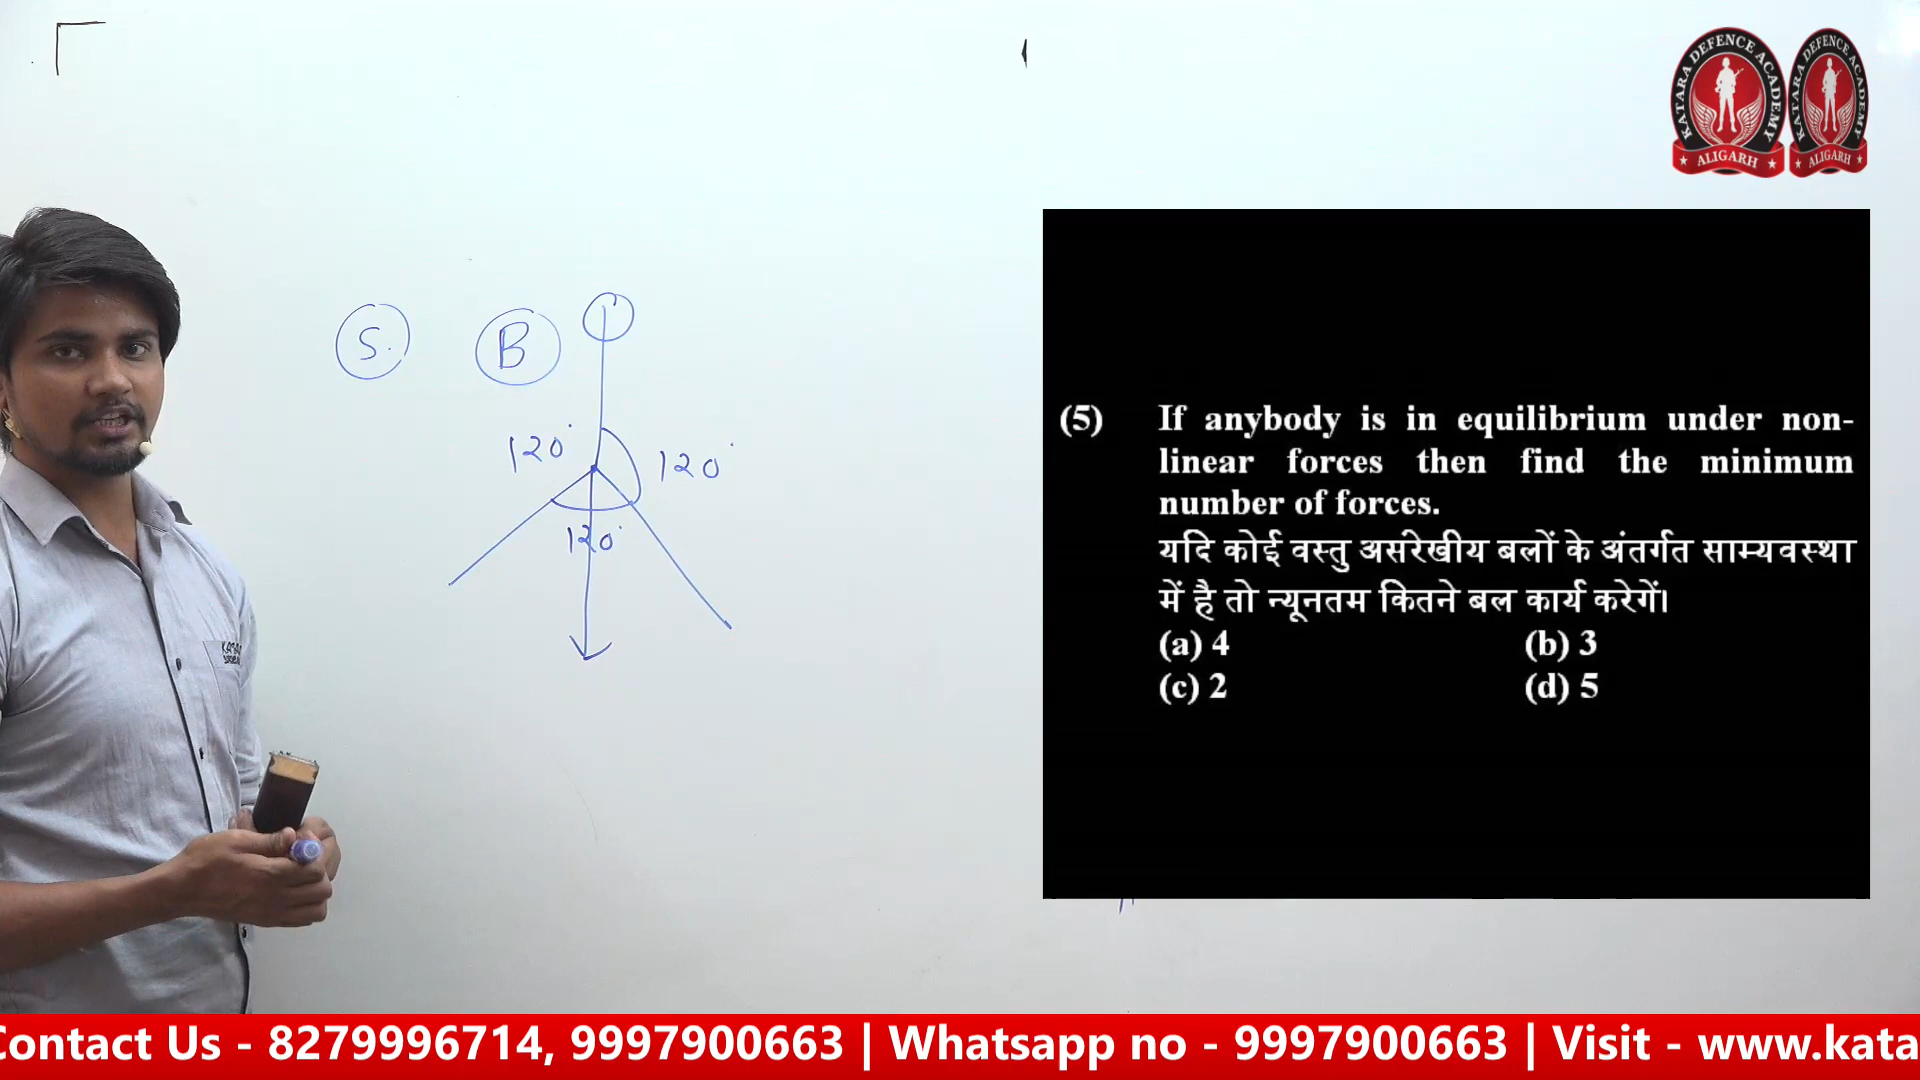 KATARA DEFENCE ACADEMY
ALIGARH
KATARA DEFENCE ACADEMY
ALIGARH
S.
B
120°
120°
120°
(5) If anybody is in equilibrium under non-
linear forces then find the minimum
number of forces.
यदि कोई वस्तु असंरेखीय बलों के अंतर्गत साम्यवस्था
में है तो न्यूनतम कितने बल कार्य करेगें।
(a) 4 (b) 3
(c) 2 (d) 5
Contact Us - 8279996714, 9997900663 | Whatsapp no - 9997900663 | Visit - www.kata